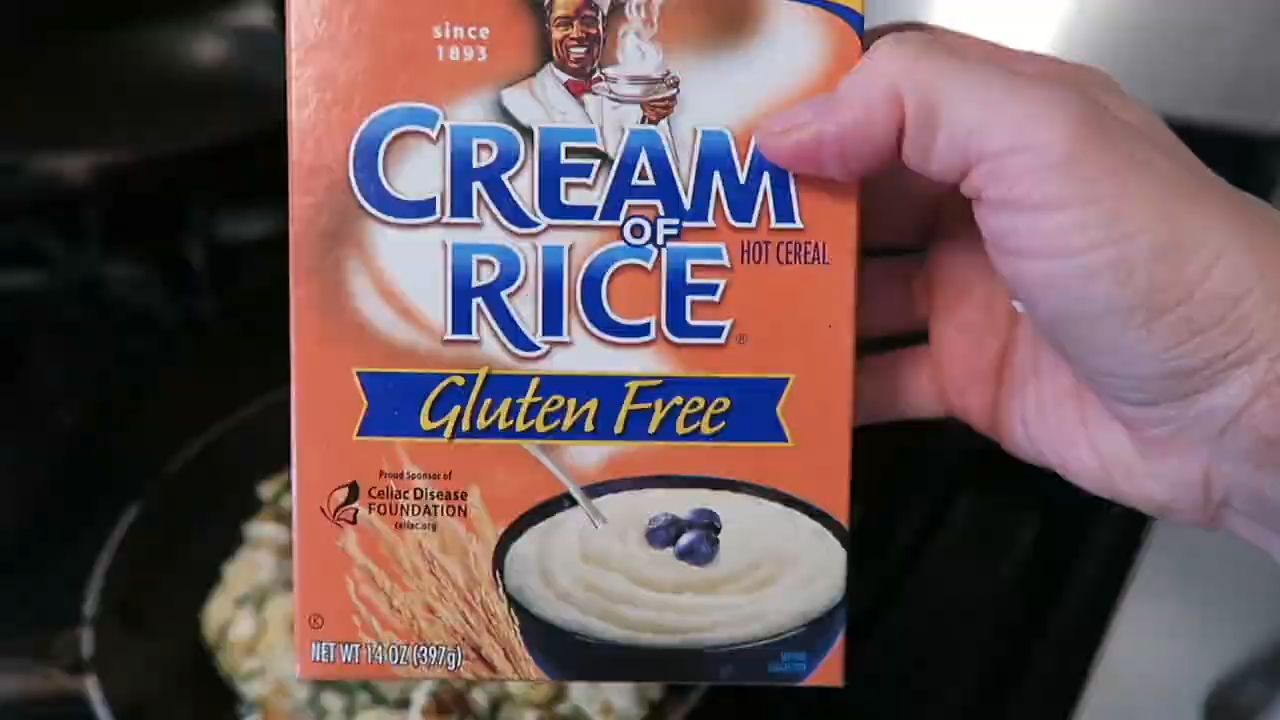 since
1893
CREAM
OF
RICE
HOT CEREAL
®
Gluten Free
Proud Sponsor of
Celiac Disease
FOUNDATION
celiac.org
K
NET WT 14 OZ (397g)